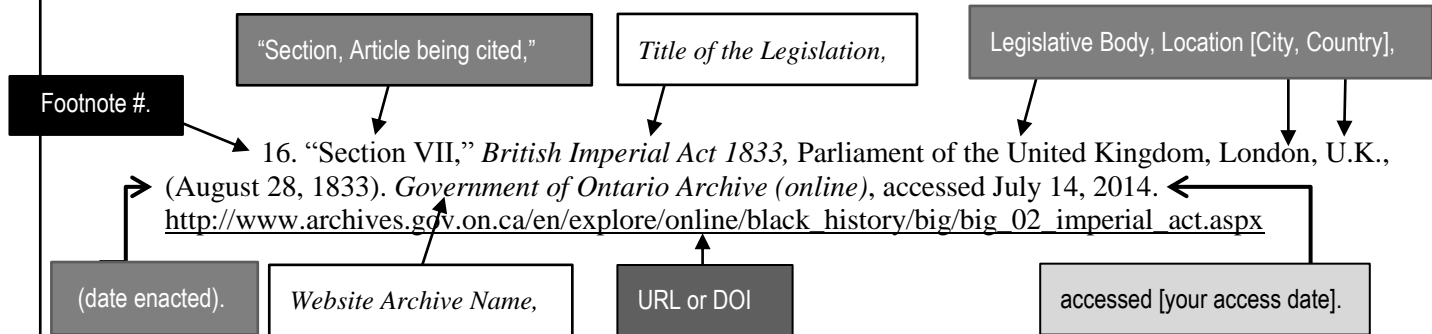 “Section, Article being cited,”
Title of the Legislation,
Legislative Body, Location [City, Country],
Footnote #.
16. “Section VII,” British Imperial Act 1833, Parliament of the United Kingdom, London, U.K.,
(August 28, 1833). Government of Ontario Archive (online), accessed July 14, 2014.
http://www.archives.gov.on.ca/en/explore/online/black_history/big/big_02_imperial_act.aspx
(date enacted).
Website Archive Name,
URL or DOI
accessed [your access date].